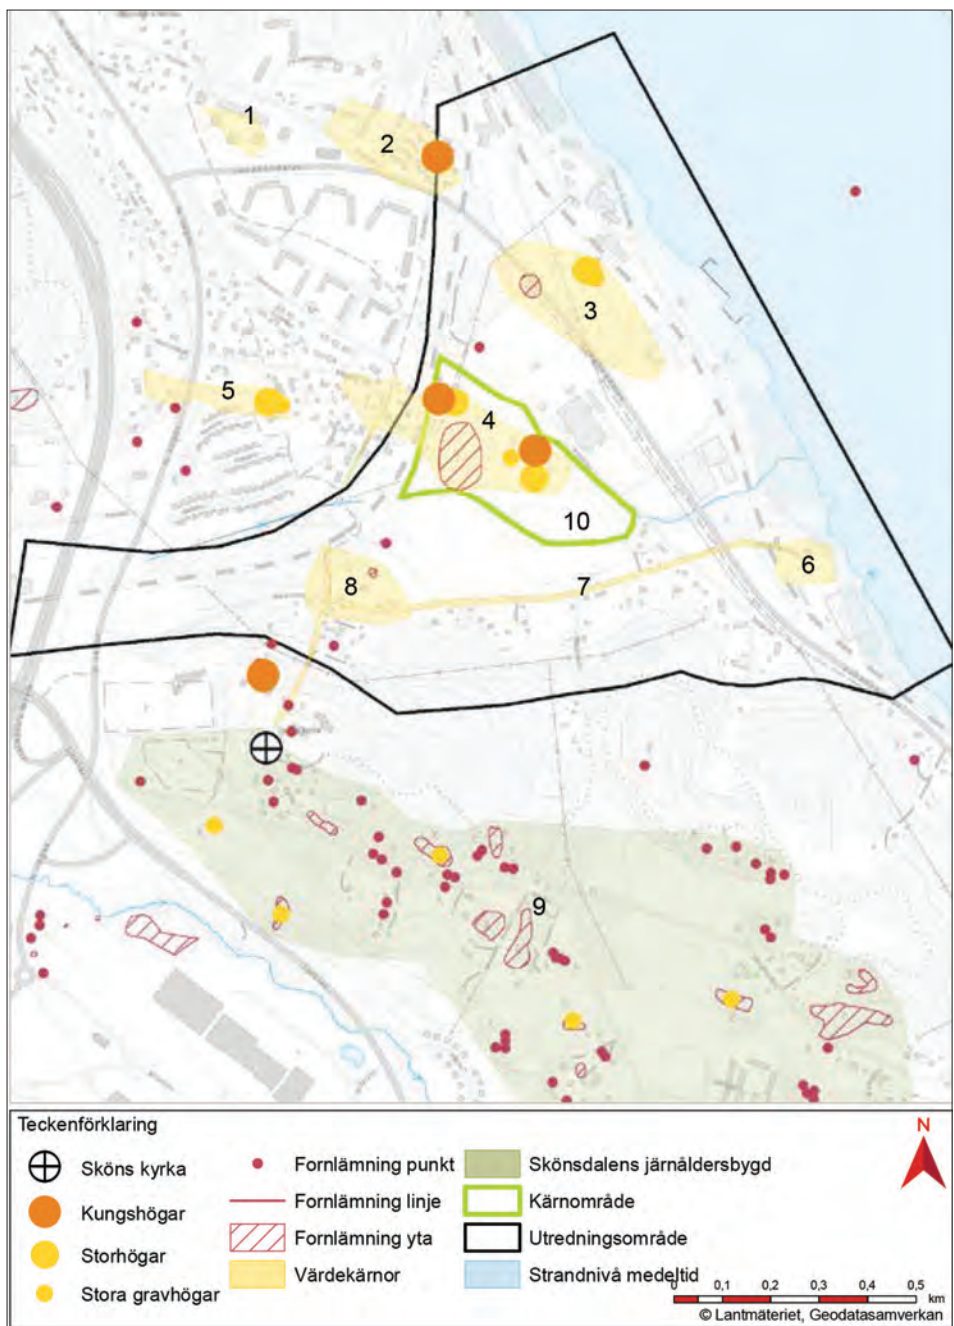 1
2
3
5
4
10
8
7
6
9
Teckenförklaring
Sköns kyrka
Kungshögar
Storhögar
Stora gravhögar
Fornlämning punkt
Fornlämning linje
Fornlämning yta
Värdekärnor
Skönsdalens järnåldersbygd
Kärnområde
Utredningsområde
Strandnivå medeltid
N
0 0,1 0,2 0,3 0,4 0,5
km
© Lantmäteriet, Geodatasamverkan